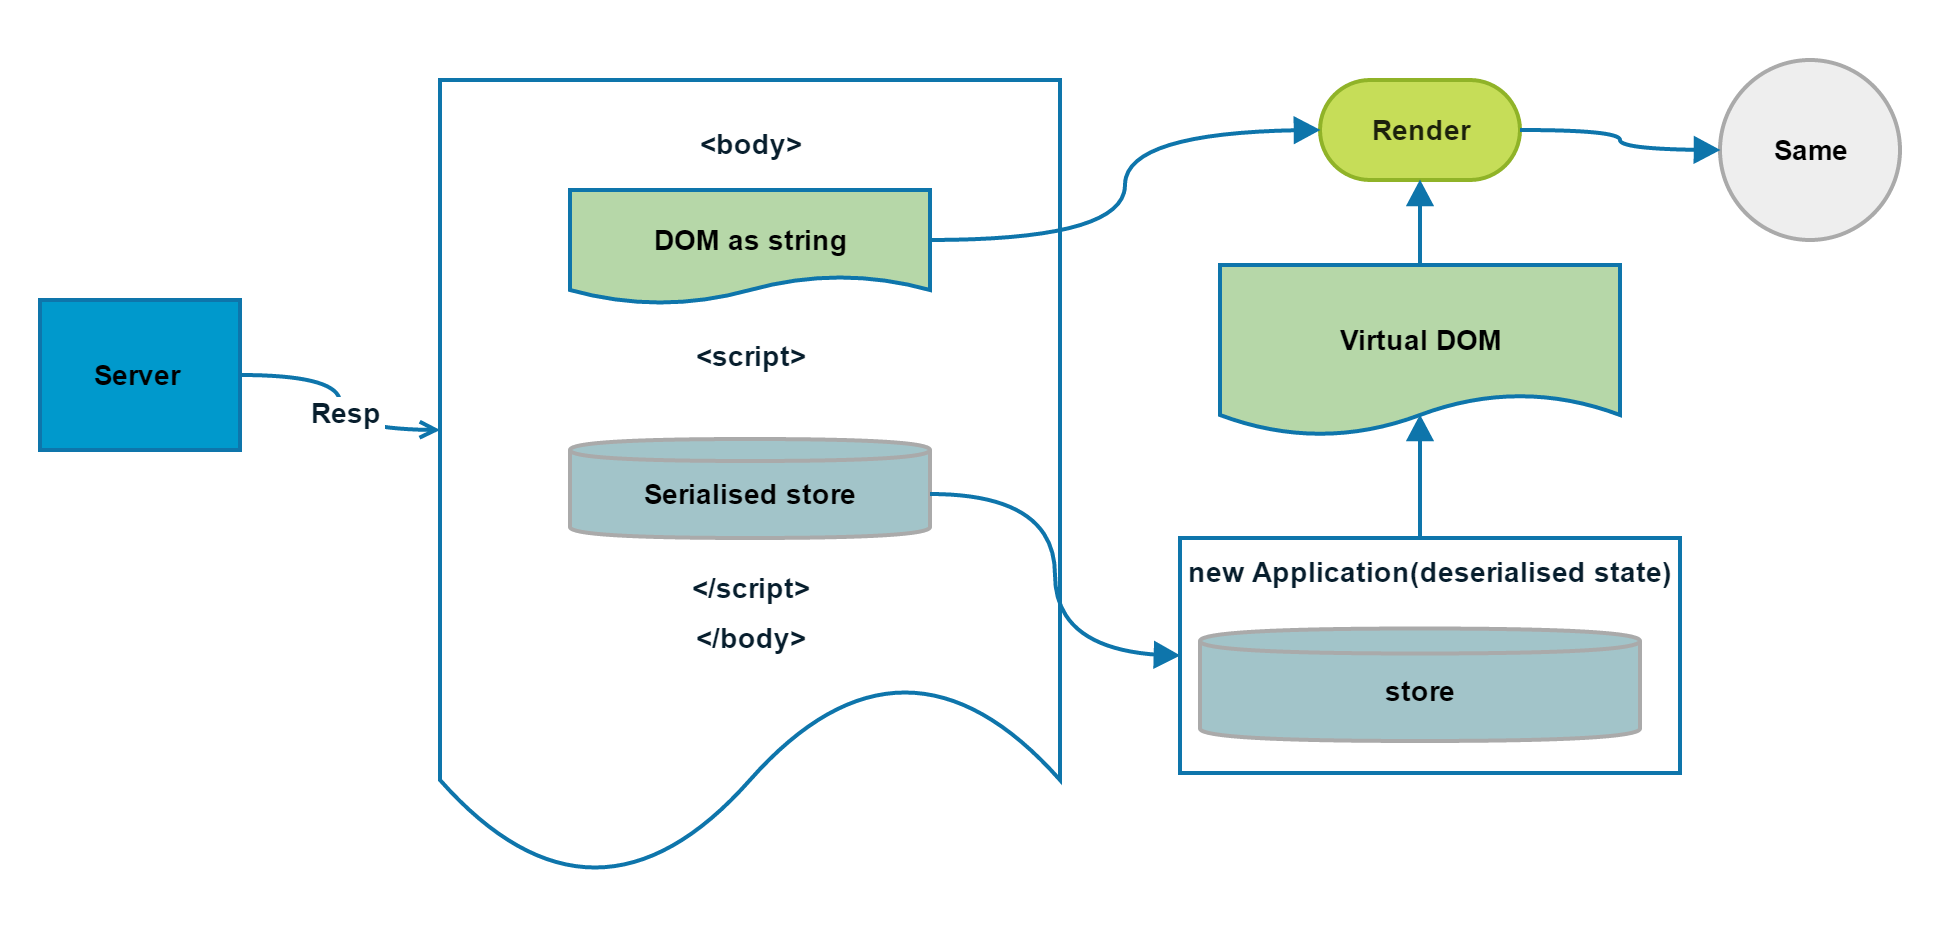 Server
Resp
<body>
DOM as string
<script>
Serialised store
</script>
</body>
Render
Same
Virtual DOM
new Application(deserialised state)
store